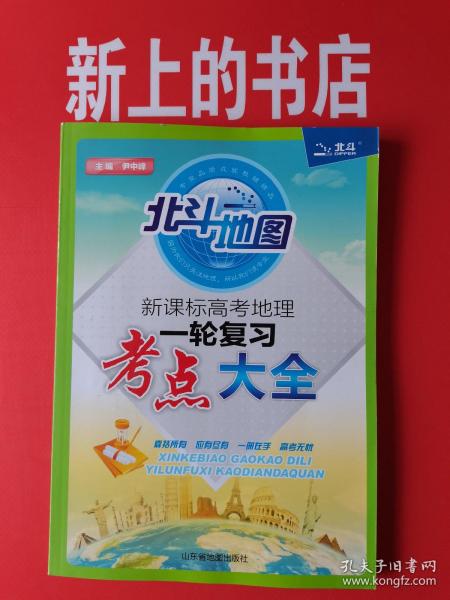 新上的书店
北斗®
DIPPER
主编 尹中峰
北斗地图
新课标高考地理
一轮复习
考点大全
囊括所有 应有尽有 一册在手 高考无忧
XINKEBIAO GAOKAO DILI
YILUNFUXI KAODIANDAQUAN
山东省地图出版社
孔夫子旧书网
www.kongfz.com